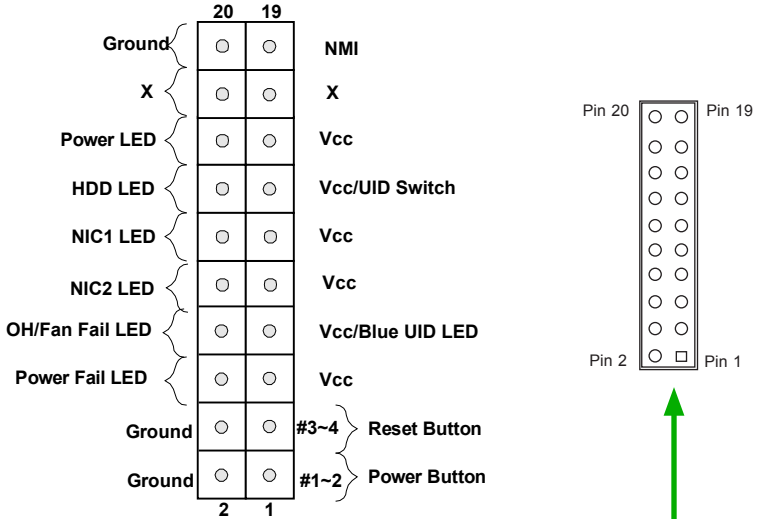 20 19
Ground NMI
X X
Power LED Vcc
HDD LED Vcc/UID Switch
NIC1 LED Vcc
NIC2 LED Vcc
OH/Fan Fail LED Vcc/Blue UID LED
Power Fail LED Vcc
Ground #3~4 Reset Button
Ground #1~2 Power Button
2 1
Pin 20 Pin 19
Pin 2 Pin 1